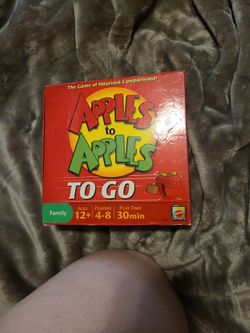 The Game of Hilarious Comparisons!
APPLES
to
APPLES
TO GO
Family
AGES 12+
PLAYERS 4-8
PLAY TIME 30min